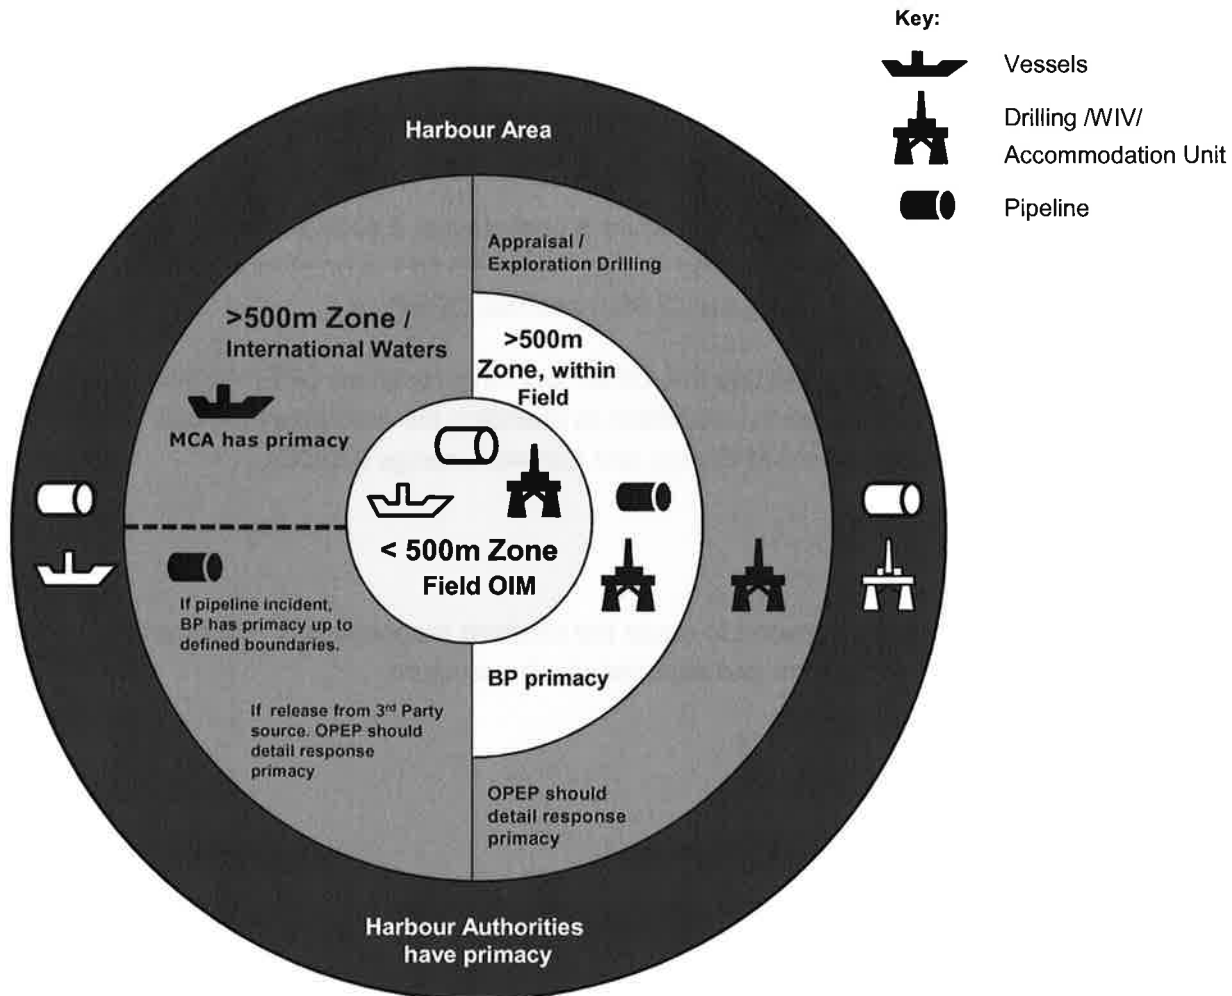 Key:
Vessels
Drilling /WIV/
Accommodation Unit
Pipeline
Harbour Area
Appraisal /
Exploration Drilling
>500m Zone /
International Waters
MCA has primacy
>500m
Zone, within
Field
< 500m Zone
Field OIM
If pipeline incident,
BP has primacy up to
defined boundaries.
If release from 3rd Party
source. OPEP should
detail response
primacy
BP primacy
OPEP should
detail response
primacy
Harbour Authorities
have primacy